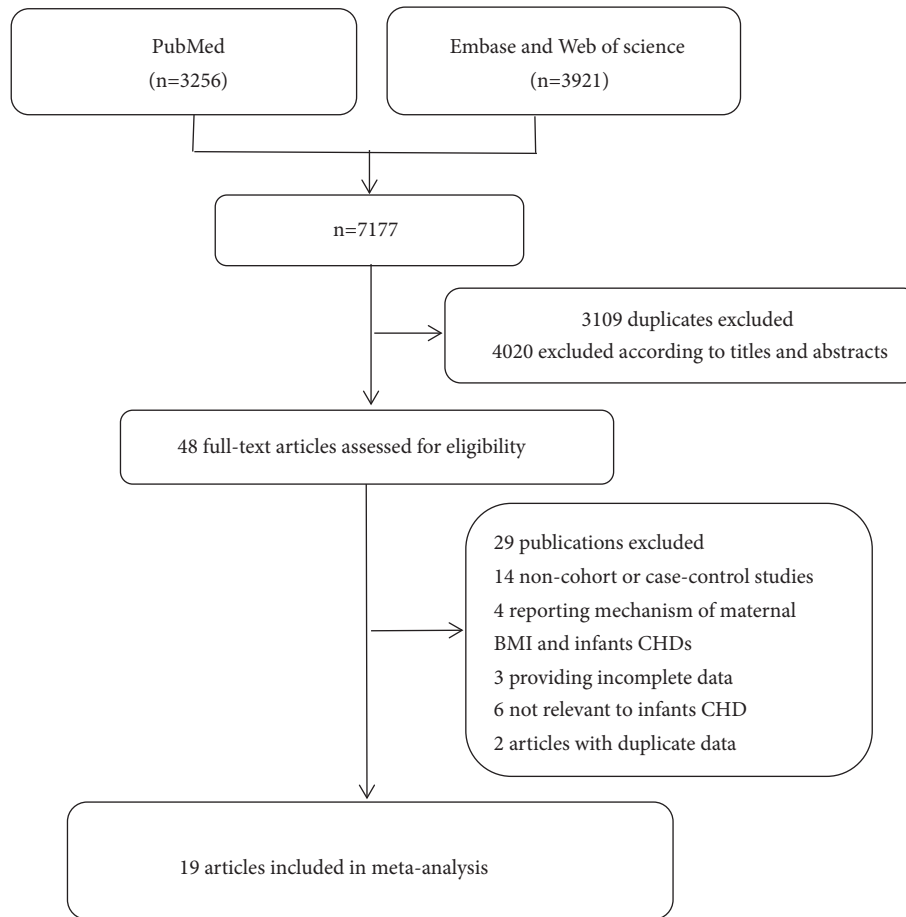 PubMed
(n=3256)
Embase and Web of science
(n=3921)
n=7177
3109 duplicates excluded
4020 excluded according to titles and abstracts
48 full-text articles assessed for eligibility
29 publications excluded
14 non-cohort or case-control studies
4 reporting mechanism of maternal
BMI and infants CHDs
3 providing incomplete data
6 not relevant to infants CHD
2 articles with duplicate data
19 articles included in meta-analysis